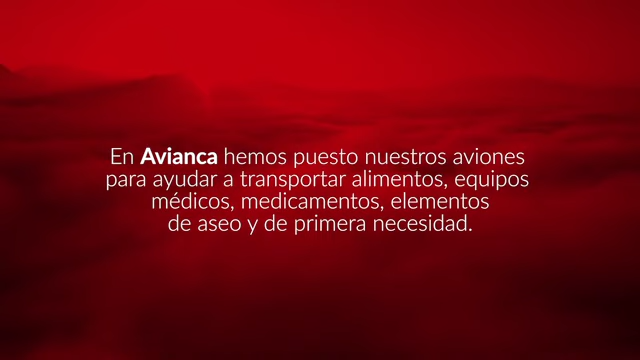 En Avianca hemos puesto nuestros aviones
para ayudar a transportar alimentos, equipos
médicos, medicamentos, elementos
de aseo y de primera necesidad.